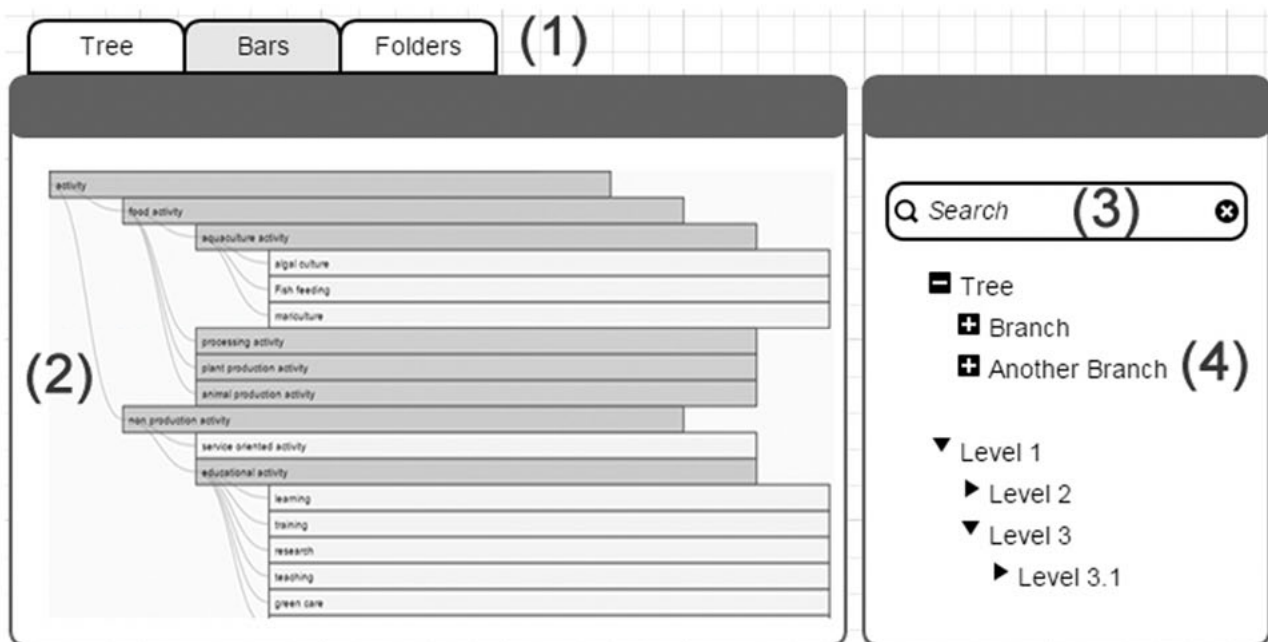 Tree Bars Folders (1)
activity
food activity
aquaculture activity
algal culture
Fish feeding
mariculture
processing activity
plant production activity
(2)
animal production activity
non production activity
service oriented activity
educational activity
learning
training
research
teaching
green care
Search (3)
Tree
Branch
Another Branch (4)
Level 1
Level 2
Level 3
Level 3.1